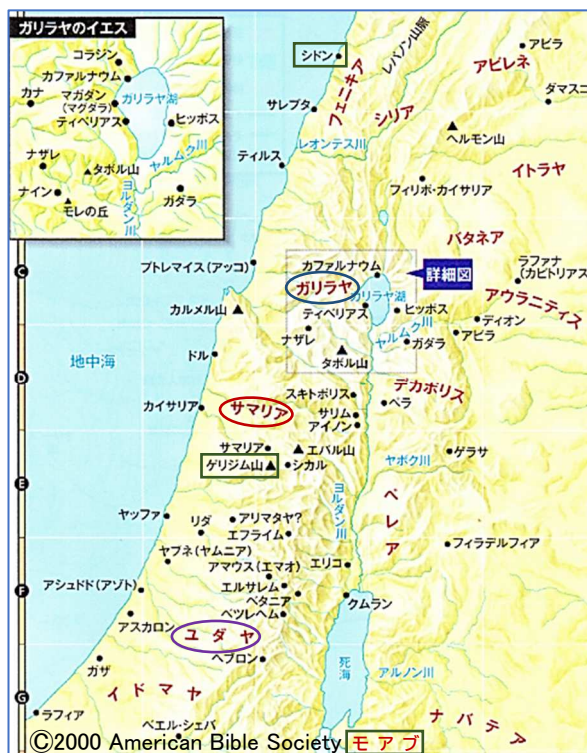 ガリラヤのイエス
コラジン
カファルナウム
カナ
マガダン
(マグダラ)
ガリラヤ湖
ティベリアス
ヒッポス
ナザレ
タボル山
ヤルムク川
ナイン
モレの丘
ヨルダン川
ガダラ
シドン
フェニキア
レバノン山脈
アビラ
アビレネ
ダマスコ
サレプタ
シリア
レオンテス川
ヘルモン山
ティルス
イトラヤ
フィリポ・カイサリア
バタネア
C
プトレマイス(アッコ)
カファルナウム
詳細図
ラファナ
(カピトリアス)
ガリラヤ
ガリラヤ湖
アウラニティス
カルメル山
ティベリアス
ヒッポス
ディオン
ナザレ
ヤルムク川
アビラ
ガダラ
地中海
ドル
タボル山
D
デカポリス
スキトポリス
ペラ
カイサリア
サマリア
サリム
アイノン
サマリア
エバル山
ゲラサ
ゲリジム山
シカル
ヤボク川
E
ヨルダン川
ペレア
ヤッファ
リダ
アリマタヤ?
エフライム
フィラデルフィア
ヤブネ(ヤムニア)
アマウス(エマオ)
エリコ
F
アシュドド(アゾト)
エルサレム
ベタニア
クムラン
アスカロン
ベツレヘム
ユダヤ
ヘブロン
死海
アルノン川
ガザ
イドマヤ
G
ラフィア
ベエル・シェバ
ナバテア
©2000 American Bible Society
モアブ